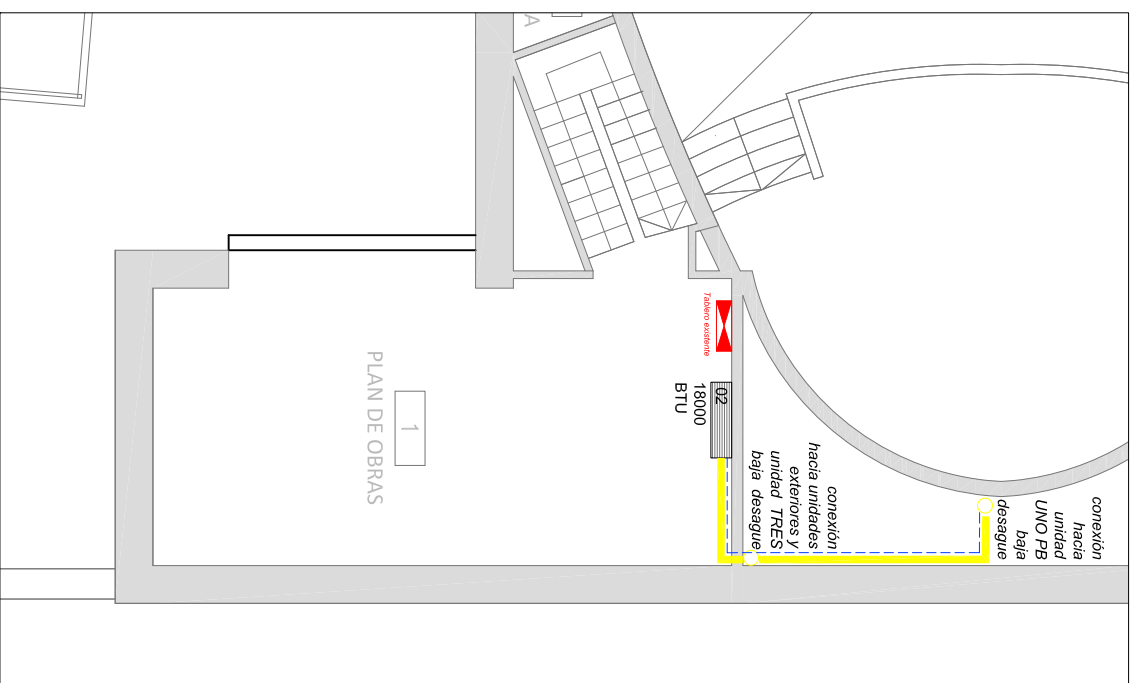 A
Tablero existente
02
18000
BTU
1
PLAN DE OBRAS
conexión
hacia unidades
exteriores y
unidad TRES
baja desague
conexión
hacia
unidad
UNO PB
baja
desague